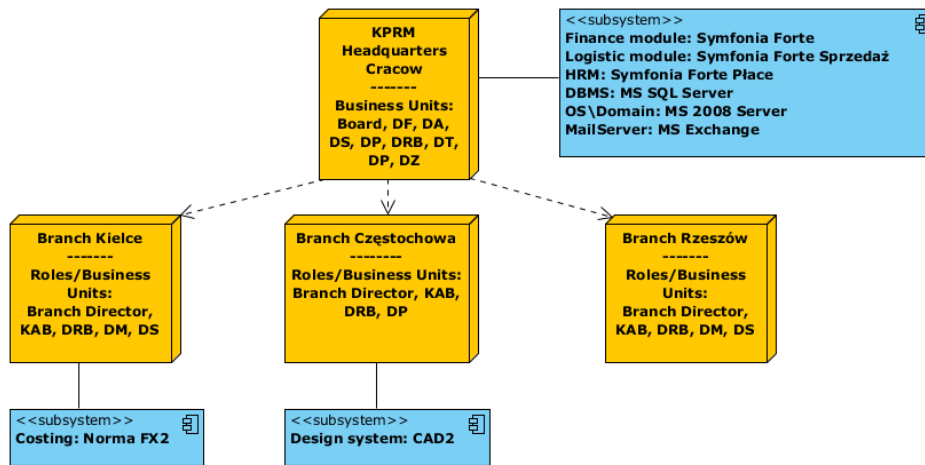 KPRM
Headquarters
Cracow
-------
Business Units:
Board, DF, DA,
DS, DP, DRB, DT,
DP, DZ
<<subsystem>>
Finance module: Symfonia Forte
Logistic module: Symfonia Forte Sprzedaż
HRM: Symfonia Forte Płace
DBMS: MS SQL Server
OS\Domain: MS 2008 Server
MailServer: MS Exchange
Branch Kielce
-------
Roles/Business
Units:
Branch Director,
KAB, DRB, DM, DS
Branch Częstochowa
--------
Roles/Business Units:
Branch Director, KAB,
DRB, DP
Branch Rzeszów
-------
Roles/Business
Units:
Branch Director,
KAB, DRB, DM, DS
<<subsystem>>
Costing: Norma FX2
<<subsystem>>
Design system: CAD2